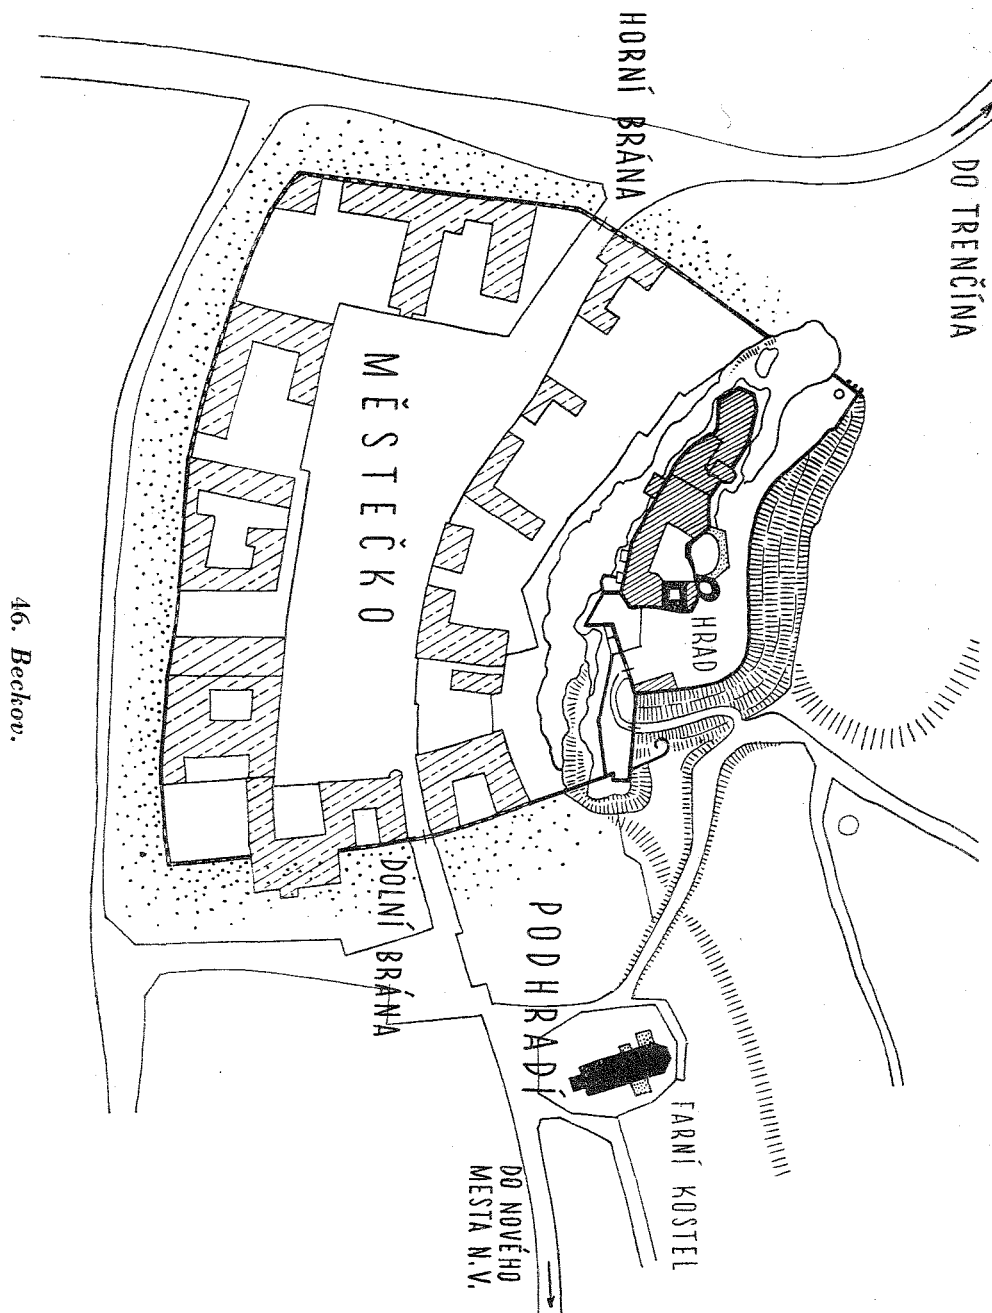 DO TRENČÍNA
HORNÍ BRÁNA
HRAD
MĚSTEČKO
DOLNÍ BRÁNA
PODHRADÍ
FARNÍ KOSTEL
DO NOVÉHO
MESTA N.V.
46. Beckov.